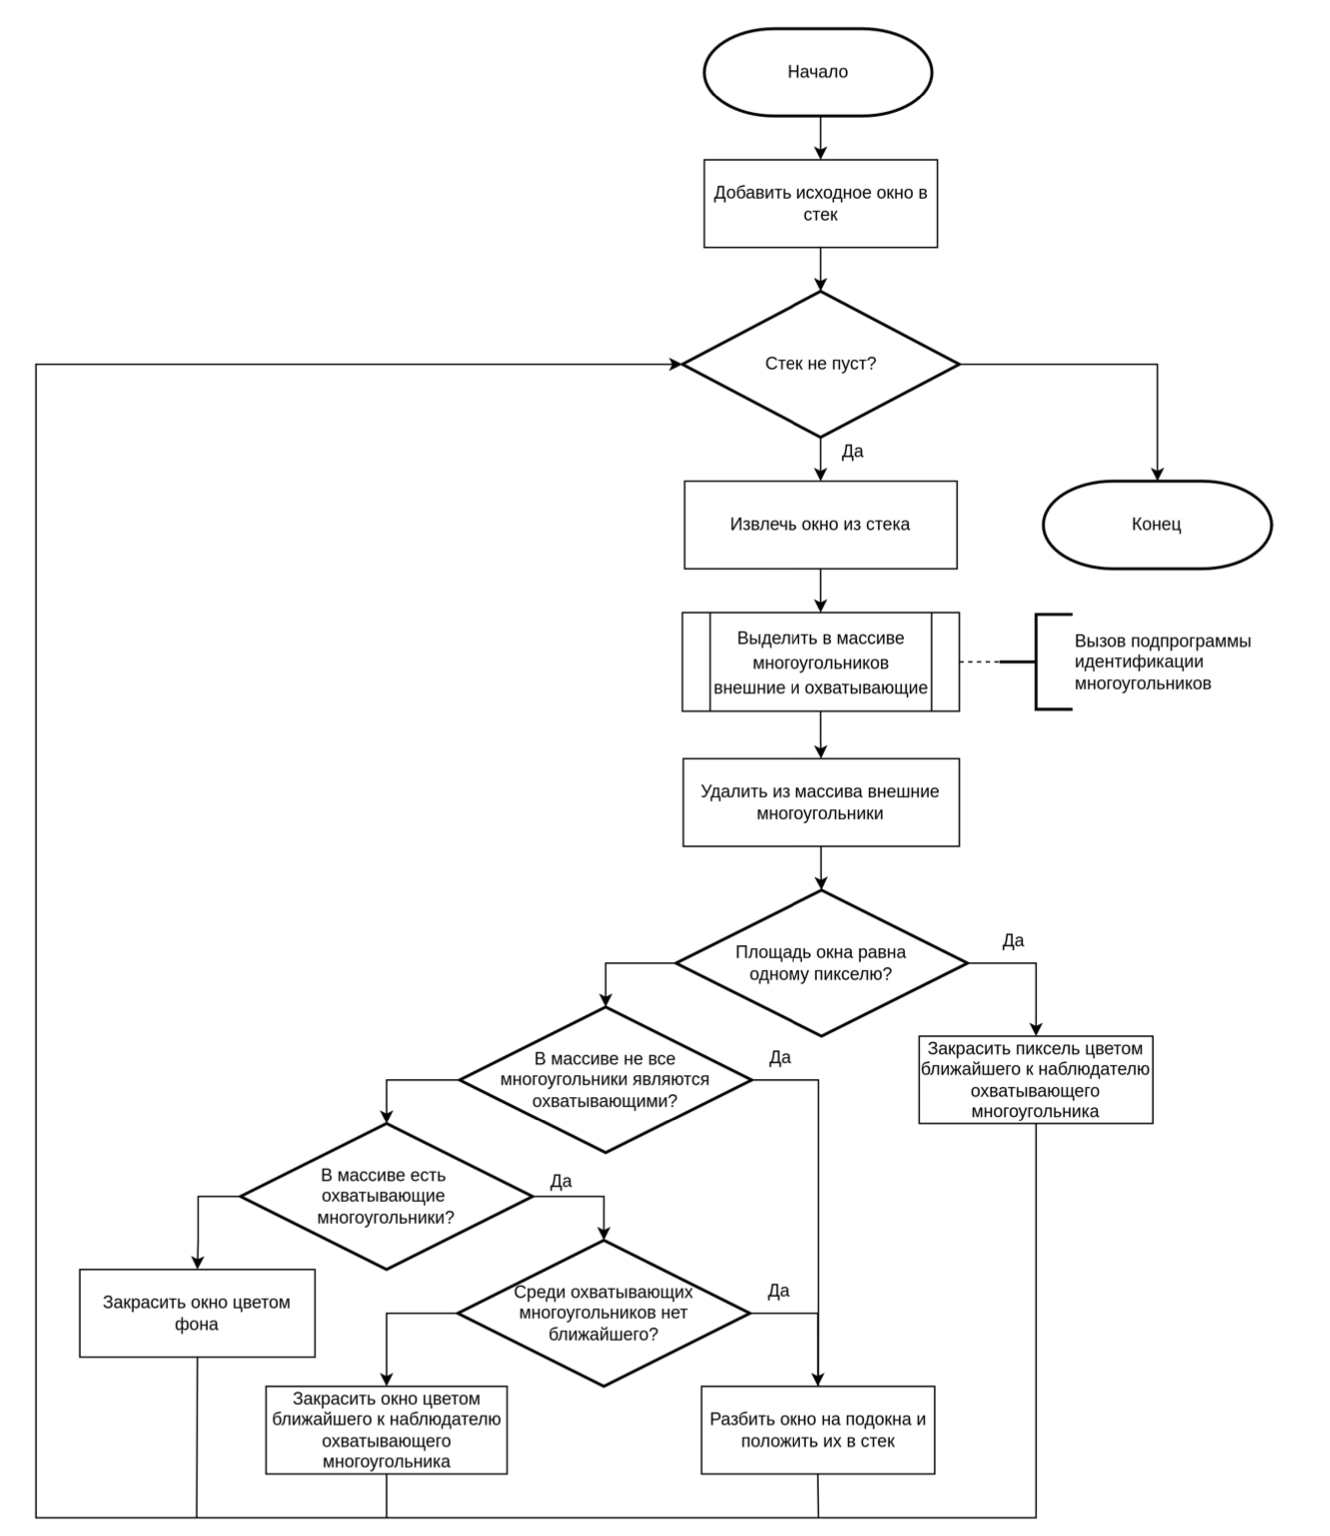 Начало
Добавить исходное окно в
стек
Стек не пуст?
Да
Извлечь окно из стека
Конец
Выделить в массиве
многоугольников
внешние и охватывающие
Вызов подпрограммы
идентификации
многоугольников
Удалить из массива внешние
многоугольники
Площадь окна равна
одному пикселю?
Да
Закрасить пиксель цветом
ближайшего к наблюдателю
охватывающего
многоугольника
В массиве не все
многоугольники являются
охватывающими?
Да
В массиве есть
охватывающие
многоугольники?
Да
Закрасить окно цветом
фона
Среди охватывающих
многоугольников нет
ближайшего?
Да
Закрасить окно цветом
ближайшего к наблюдателю
охватывающего
многоугольника
Разбить окно на подокна и
положить их в стек